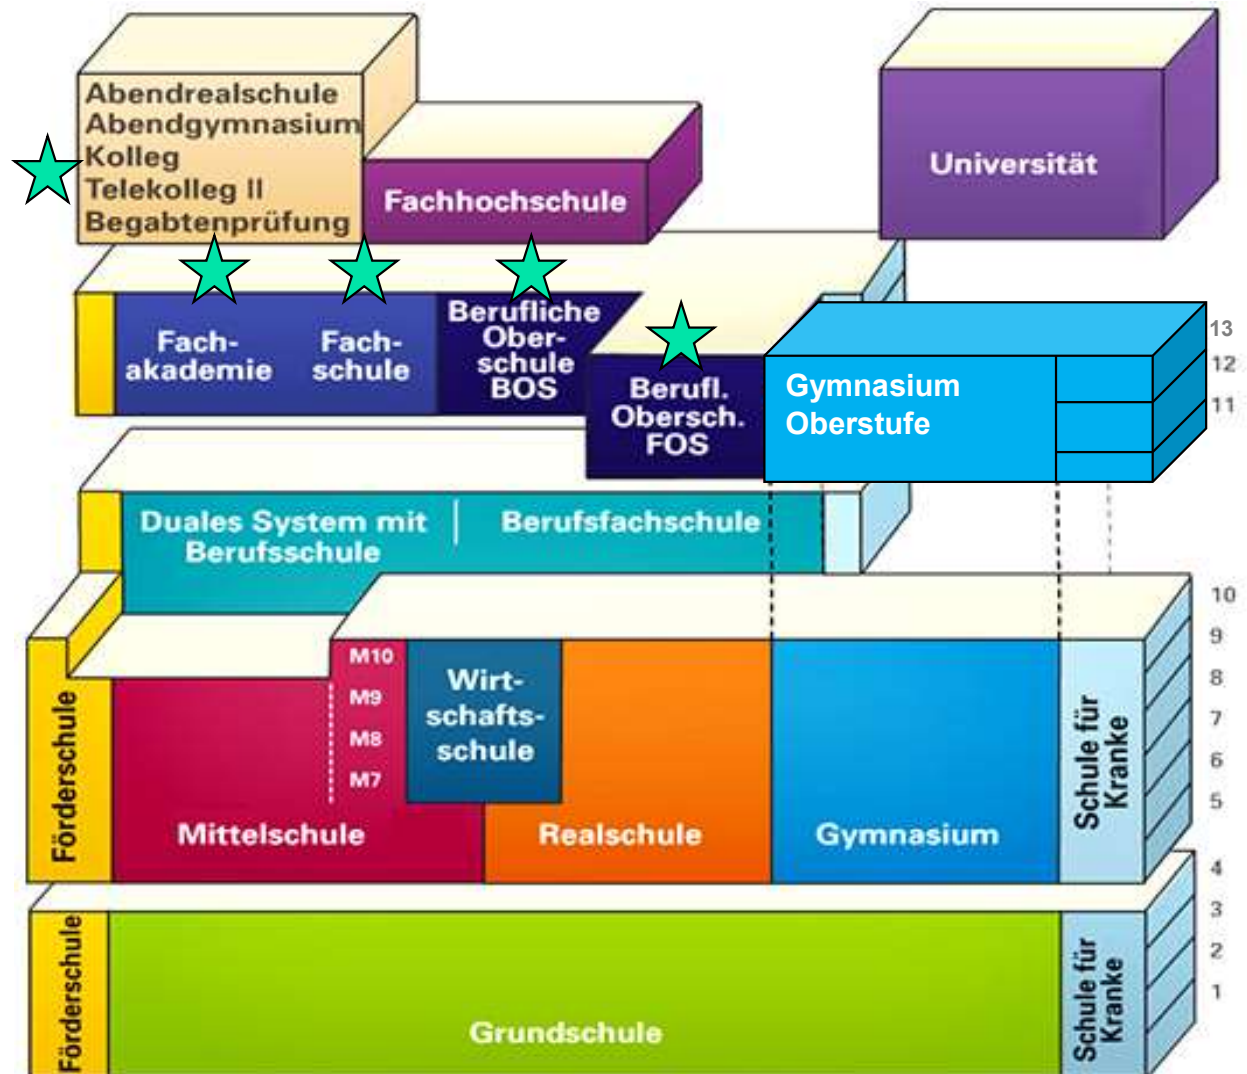 Abendrealschule
Abendgymnasium
Kolleg
Telekolleg II
Begabtenprüfung
Fachhochschule
Universität
Fach-
akademie
Fach-
schule
Berufliche
Ober-
schule
BOS
Berufl.
Obersch.
FOS
Gymnasium
Oberstufe
13
12
11
Duales System mit
Berufsschule
Berufsfachschule
10
9
8
7
6
5
Förderschule
M10
M9
M8
M7
Mittelschule
Wirt-
schafts-
schule
Realschule
Gymnasium
Schule für
Kranke
4
3
2
1
Förderschule
Grundschule
Schule für
Kranke